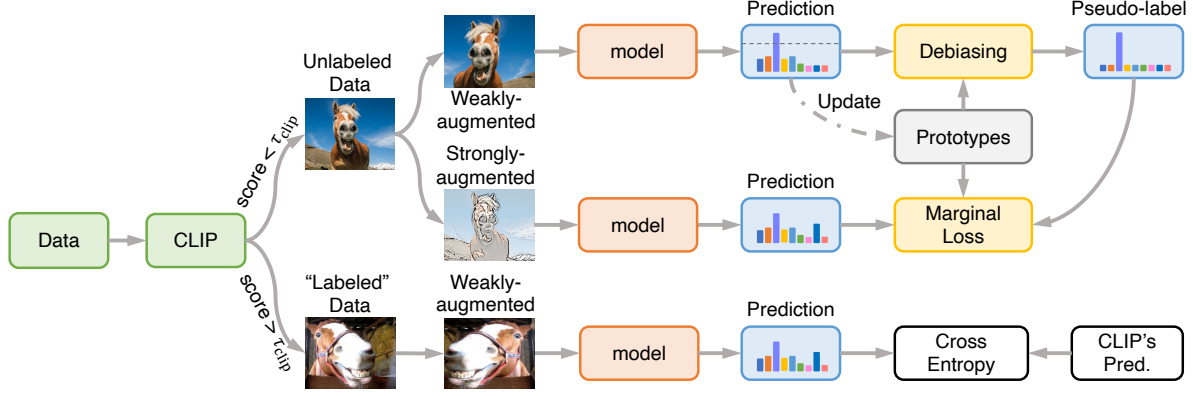 Prediction
Pseudo-label
model
Debiasing
Unlabeled
Data
Weakly-
augmented
Update
score < τclip
Prototypes
Strongly-
augmented
Prediction
Data
CLIP
model
Marginal
Loss
score > τclip
“Labeled”
Data
Weakly-
augmented
Prediction
model
Cross
Entropy
CLIP's
Pred.